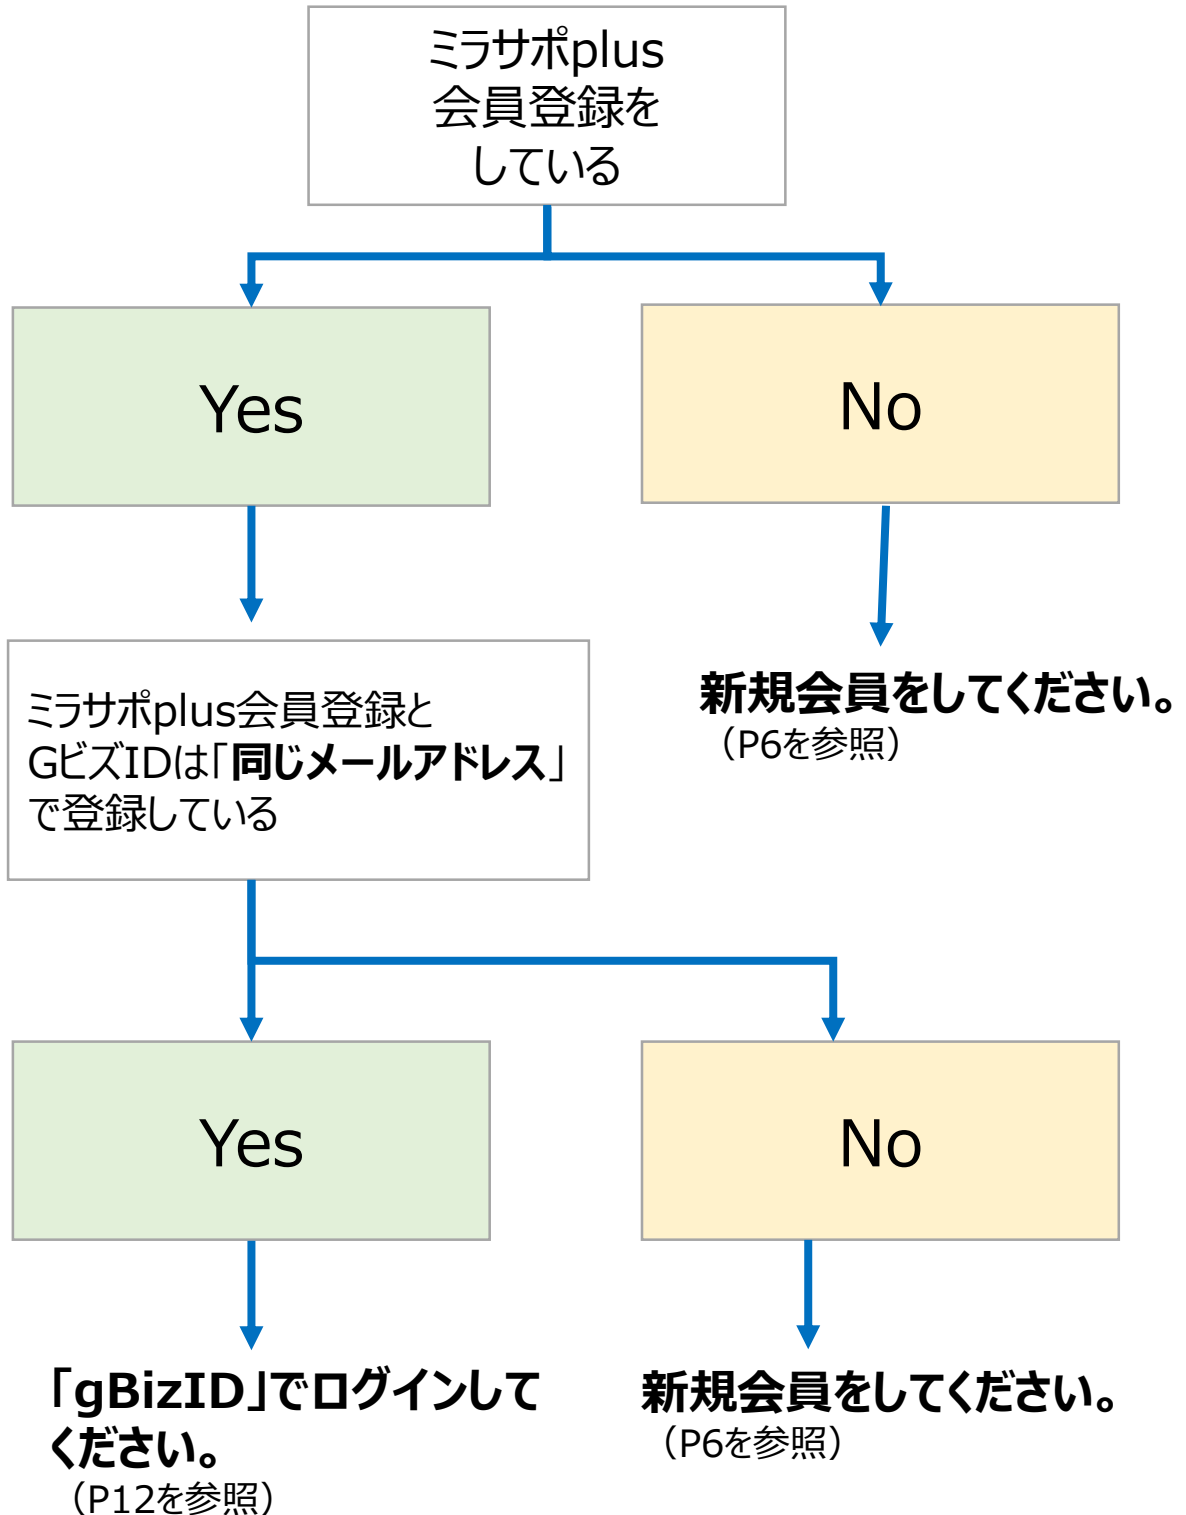 ミラサポplus
会員登録を
している
Yes
No
新規会員をしてください。
（P6を参照）
ミラサポplus会員登録と
GビズIDは「同じメールアドレス」
で登録している
Yes
No
「gBizID」でログインして
ください。
（P12を参照）
新規会員をしてください。
（P6を参照）